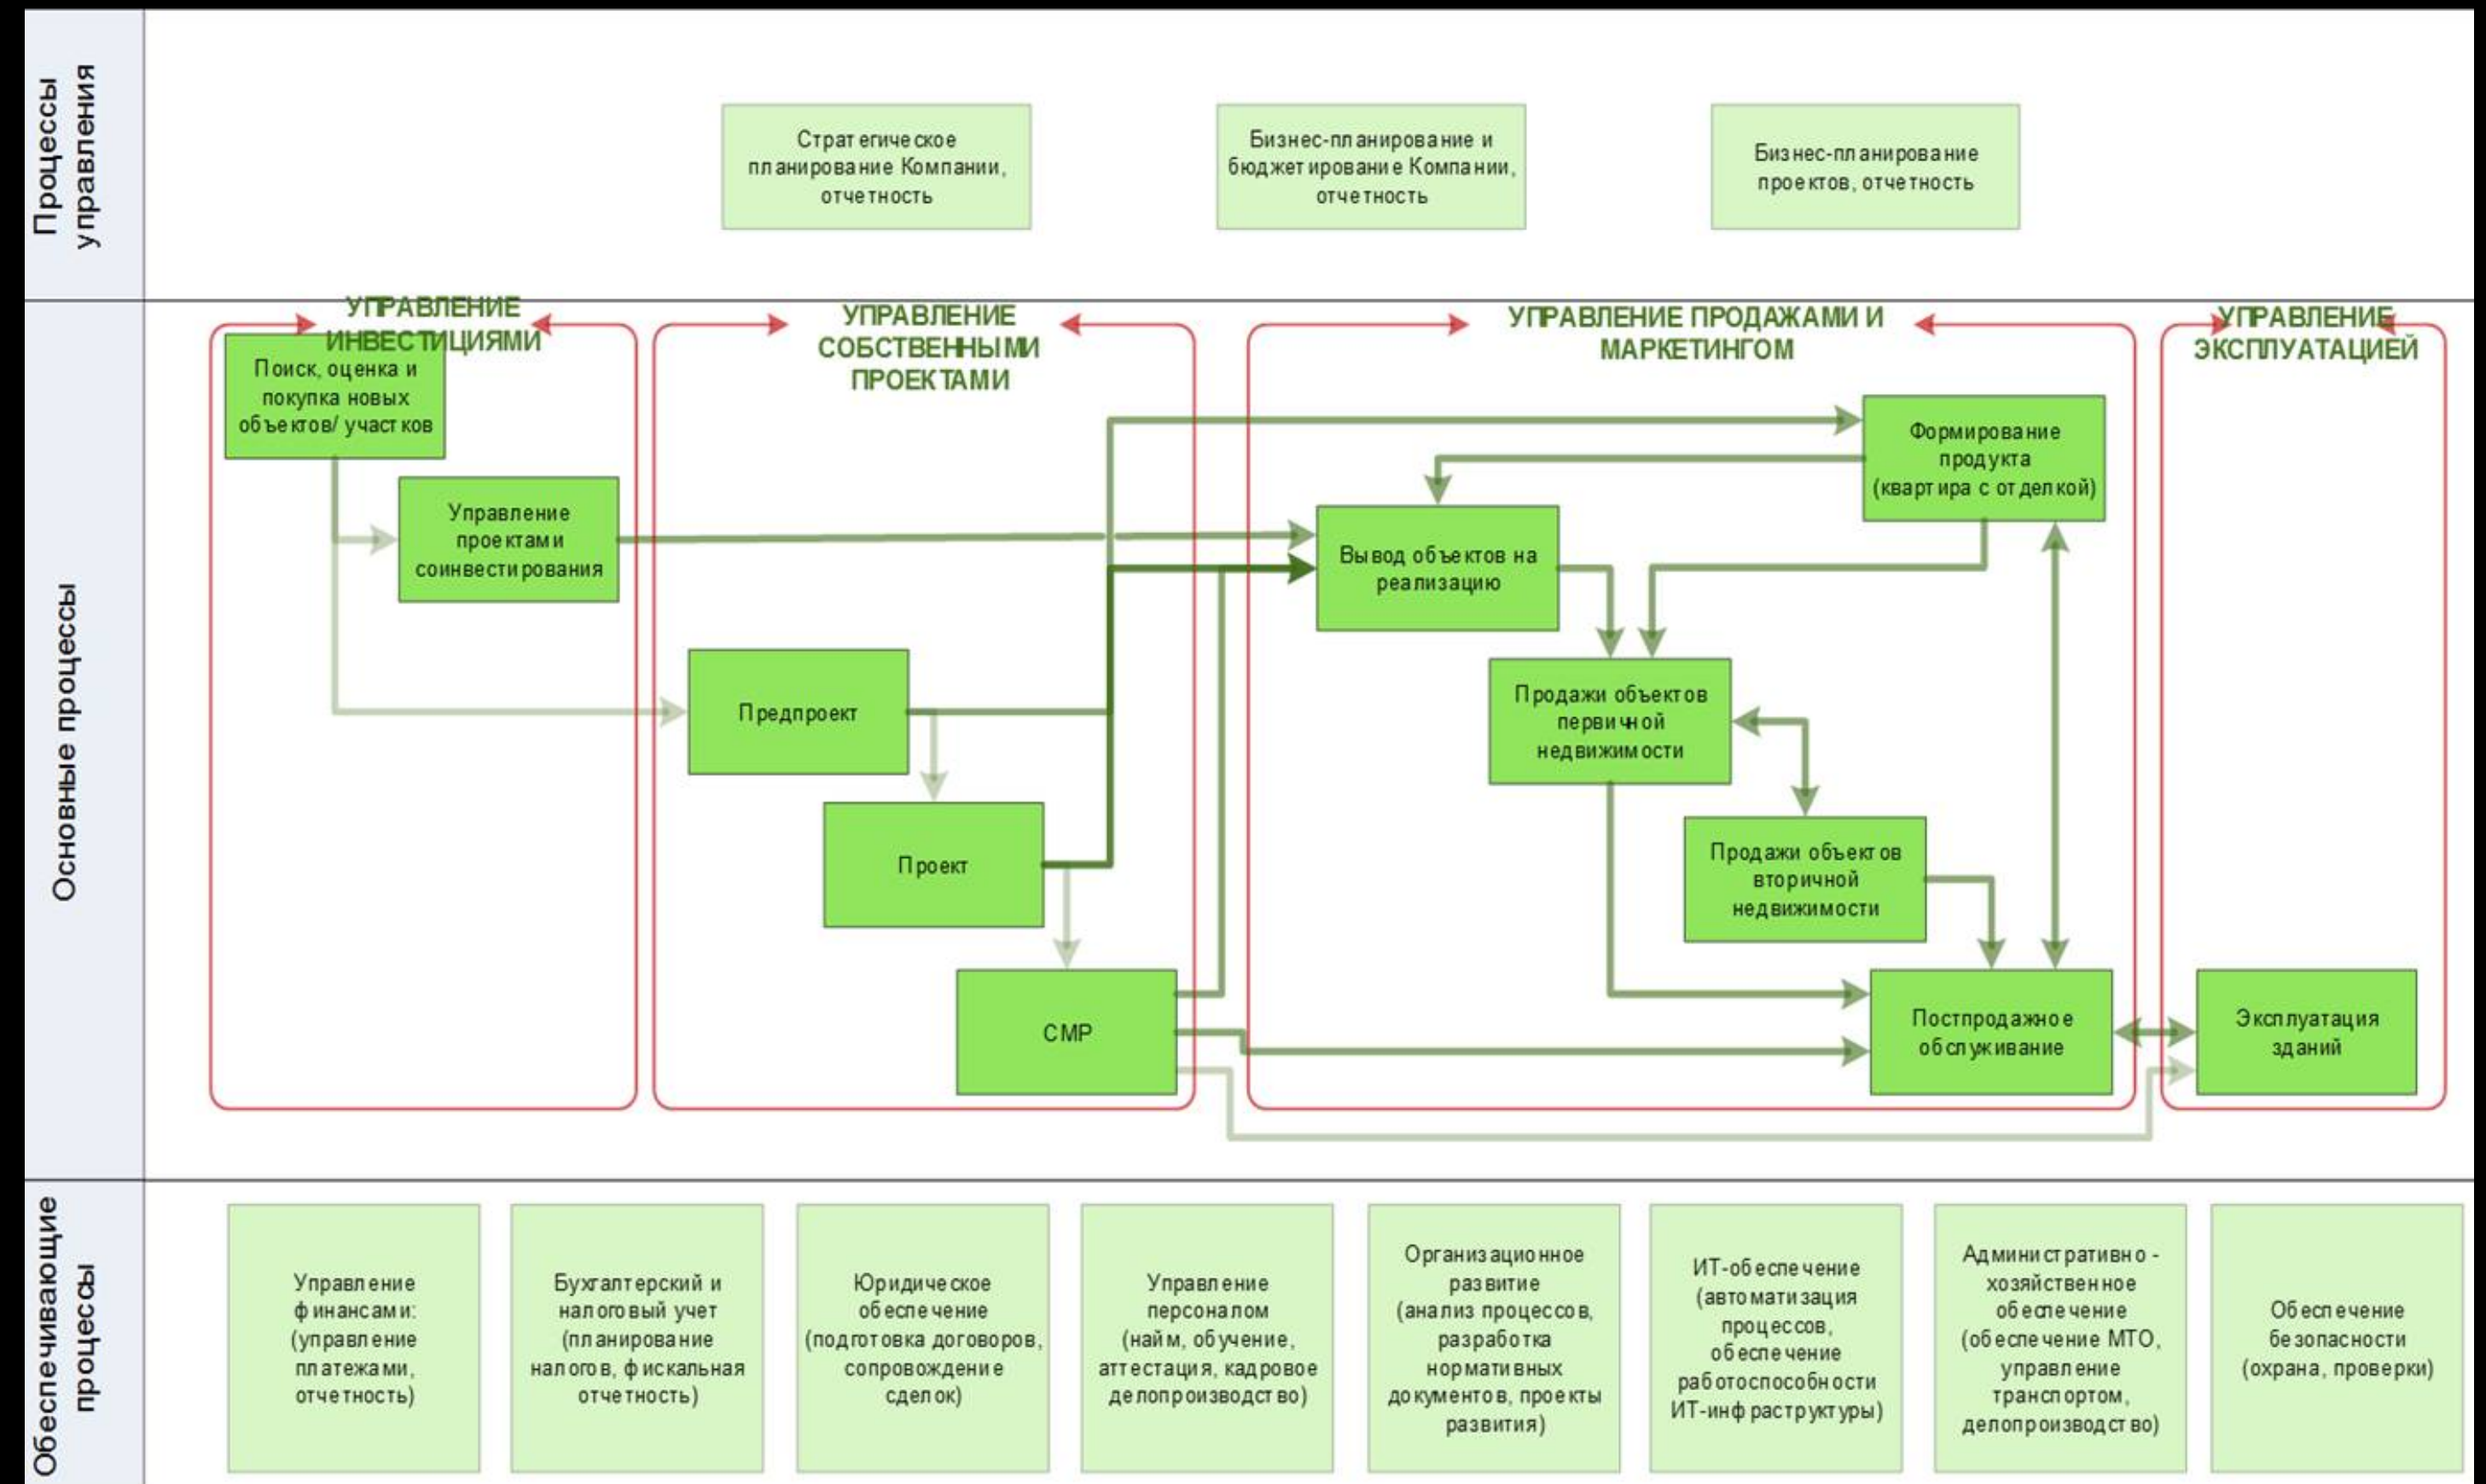 Процессы
управления
Стратегическое
планирование Компании,
отчетность
Бизнес-планирование и
бюджетирование Компании,
отчетность
Бизнес-планирование
проектов, отчетность
Основные процессы
УПРАВЛЕНИЕ
ИНВЕСТИЦИЯМИ
УПРАВЛЕНИЕ
СОБСТВЕННЫМИ
ПРОЕКТАМИ
УПРАВЛЕНИЕ ПРОДАЖАМИ И
МАРКЕТИНГОМ
УПРАВЛЕНИЕ
ЭКСПЛУАТАЦИЕЙ
Поиск, оценка и
покупка новых
объектов/ участков
Управление
проектами
соинвестирования
Предпроект
Проект
СМР
Формирование
продукта
(квартира с отделкой)
Вывод объектов на
реализацию
Продажи объектов
первичной
недвижимости
Продажи объектов
вторичной
недвижимости
Постпродажное
обслуживание
Эксплуатация
зданий
Обеспечивающие
процессы
Управление
финансами:
(управление
платежами,
отчетность)
Бухгалтерский и
налоговый учет
(планирование
налогов, фискальная
отчетность)
Юридическое
обеспечение
(подготовка договоров,
сопровождение
сделок)
Управление
персоналом
(найм, обучение,
аттестация, кадровое
делопроизводство)
Организационное
развитие
(анализ процессов,
разработка
нормативных
документов, проекты
развития)
ИТ-обеспечение
(автоматизация
процессов,
обеспечение
работоспособности
ИТ-инфраструктуры)
Административно -
хозяйственное
обеспечение
(обеспечение МТО,
управление
транспортом,
делопроизводство)
Обеспечение
безопасности
(охрана, проверки)